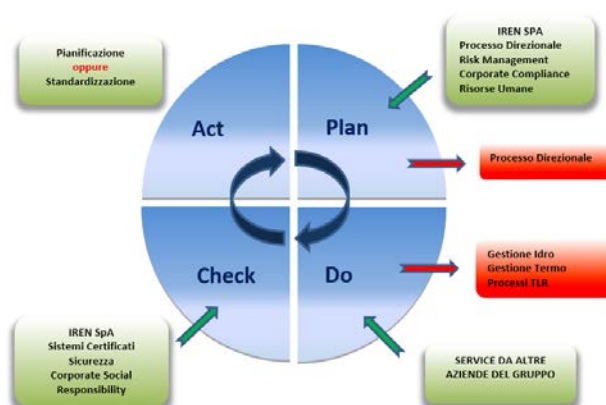 Pianificazione
oppure
Standardizzazione
IREN SPA
Processo Direzionale
Risk Management
Corporate Compliance
Risorse Umane
Act
Plan
Processo Direzionale
Check
Do
Gestione Idro
Gestione Termo
Processi TLR
IREN SpA
Sistemi Certificati
Sicurezza
Corporate Social
Responsibility
SERVICE DA ALTRE
AZIENDE DEL GRUPPO